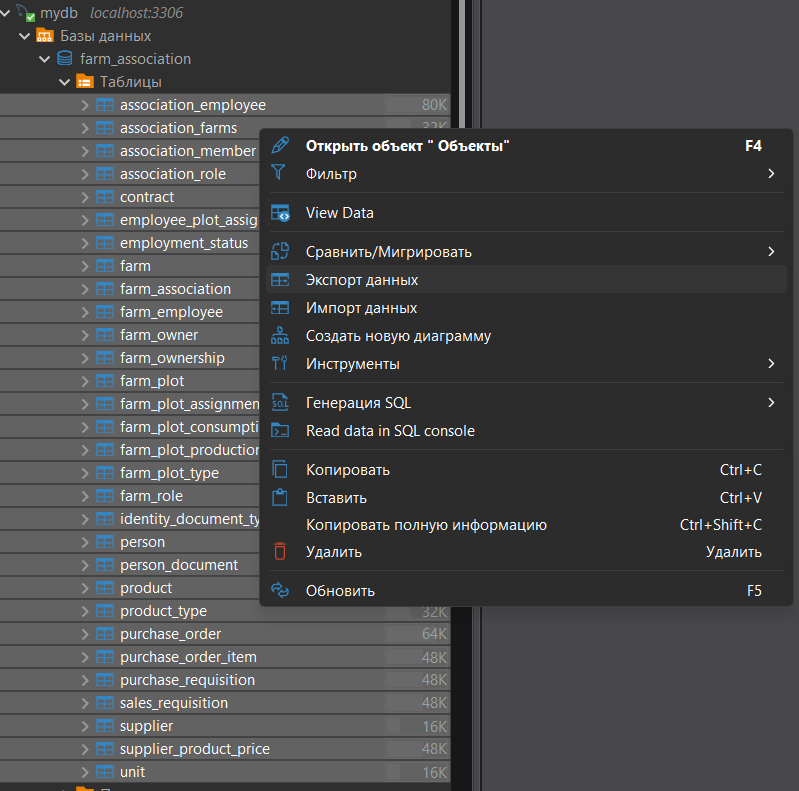 mydb localhost:3306
Базы данных
farm_association
Таблицы
association_employee 80K
association_farms 32K
association_member
association_role
contract
employee_plot_assig
employment_status
farm
farm_association
farm_employee
farm_owner
farm_ownership
farm_plot
farm_plot_assignmen
farm_plot_consumpti
farm_plot_production
farm_plot_type
farm_role
identity_document_ty
person
person_document
product
product_type 32K
purchase_order 64K
purchase_order_item 48K
purchase_requisition 48K
sales_requisition 48K
supplier 16K
supplier_product_price 48K
unit 16K
Открыть объект " Объекты" F4
Фильтр
View Data
Сравнить/Мигрировать
Экспорт данных
Импорт данных
Создать новую диаграмму
Инструменты
Генерация SQL
Read data in SQL console
Копировать Ctrl+C
Вставить Ctrl+V
Копировать полную информацию Ctrl+Shift+C
Удалить Удалить
Обновить F5